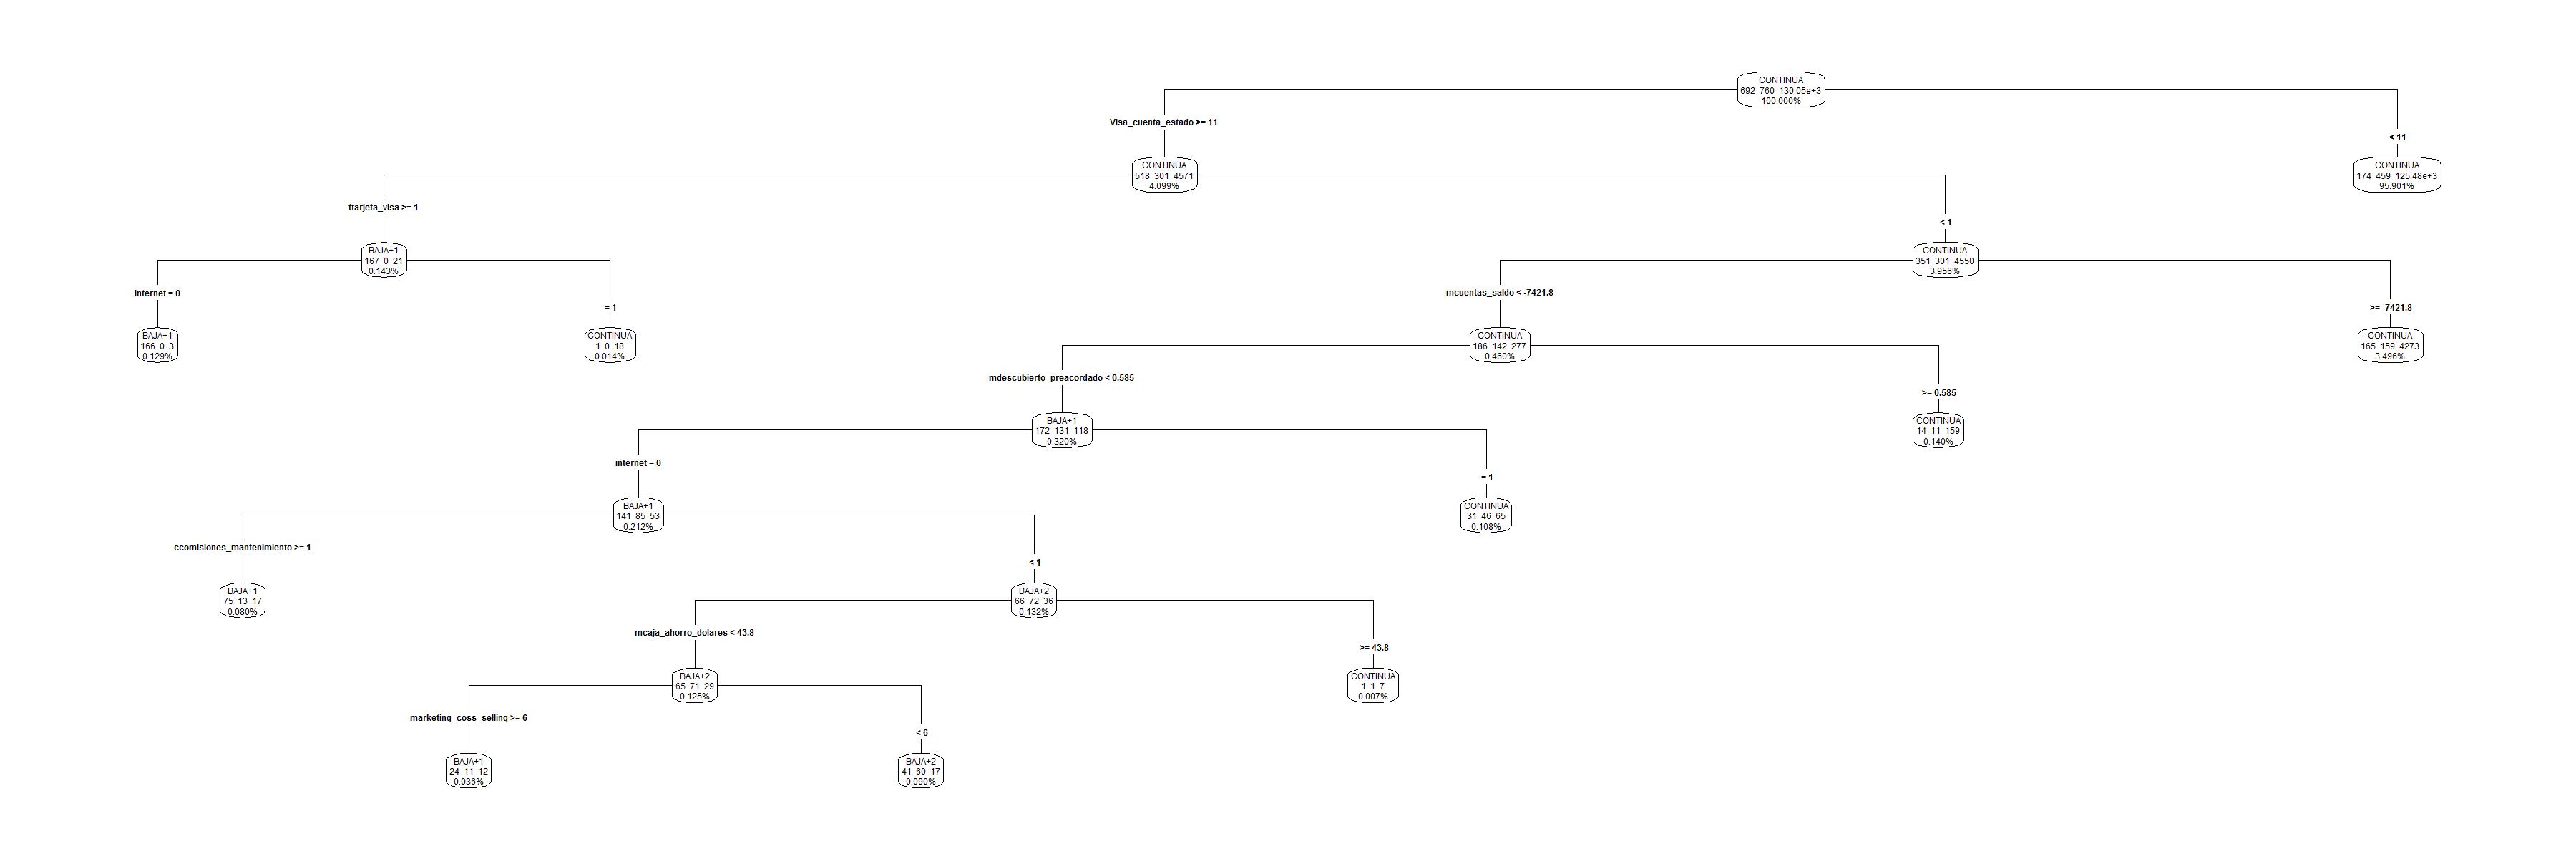 CONTINUA
692 760 130.05e+3
100.000%
Visa_cuenta_estado >= 11
< 11
CONTINUA
518 301 4571
4.099%
CONTINUA
174 459 125.48e+3
95.901%
ttarjeta_visa >= 1
< 1
BAJA+1
167 0 21
0.143%
CONTINUA
351 301 4550
3.956%
internet = 0
= 1
mcuentas_saldo < -7421.8
>= -7421.8
BAJA+1
166 0 3
0.129%
CONTINUA
1 0 18
0.014%
CONTINUA
186 142 277
0.460%
CONTINUA
165 159 4273
3.496%
mdescubierto_preacordado < 0.585
>= 0.585
BAJA+1
172 131 118
0.320%
CONTINUA
14 11 159
0.140%
internet = 0
= 1
BAJA+1
141 85 53
0.212%
CONTINUA
31 46 65
0.108%
ccomisiones_mantenimiento >= 1
< 1
BAJA+1
75 13 17
0.080%
BAJA+2
66 72 36
0.132%
mcaja_ahorro_dolares < 43.8
>= 43.8
BAJA+2
65 71 29
0.125%
CONTINUA
1 1 7
0.007%
marketing_coss_selling >= 6
< 6
BAJA+1
24 11 12
0.036%
BAJA+2
41 60 17
0.090%